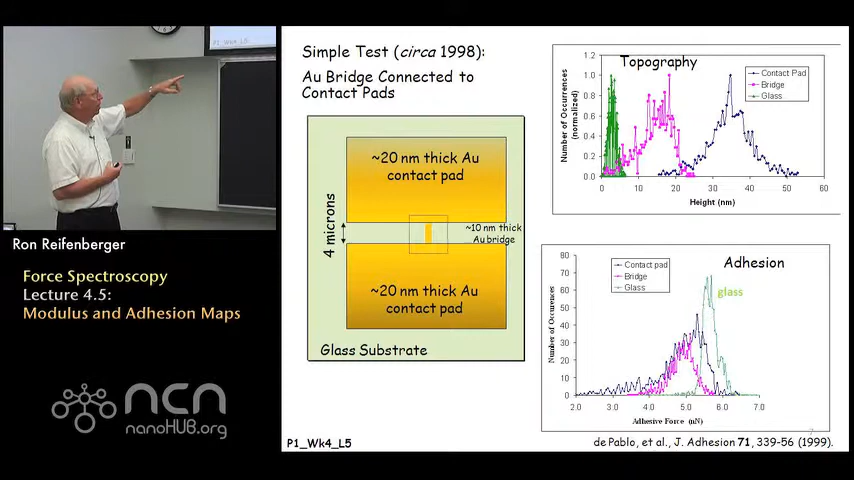 Simple Test (circa 1998):
Au Bridge Connected to
Contact Pads
~20 nm thick Au
contact pad
4 microns
~10 nm thick
Au bridge
~20 nm thick Au
contact pad
Glass Substrate
P1_Wk4_L5
Topography
Contact Pad
Bridge
Glass
Number of Occurrences
(normalized)
1.2
1.0
0.8
0.6
0.4
0.2
0.0
0 10 20 30 40 50 60
Height (nm)
Adhesion
Contact pad
Bridge
Glass
glass
Number of Occurences
80
70
60
50
40
30
20
10
0
2.0 3.0 4.0 5.0 6.0 7.0
Adhesive Force (nN)
de Pablo, et al., J. Adhesion 71, 339-56 (1999).
Ron Reifenberger
Force Spectroscopy
Lecture 4.5:
Modulus and Adhesion Maps
ncn
nanoHUB.org